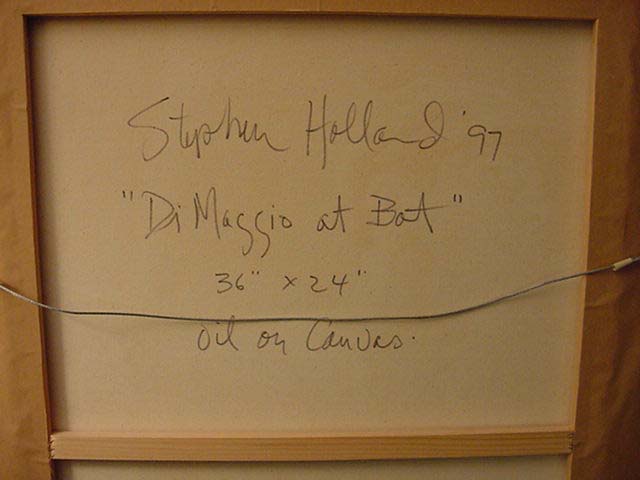 Stephen Holland '97
"DiMaggio at Bat"
36" x 24"
oil on Canvas.